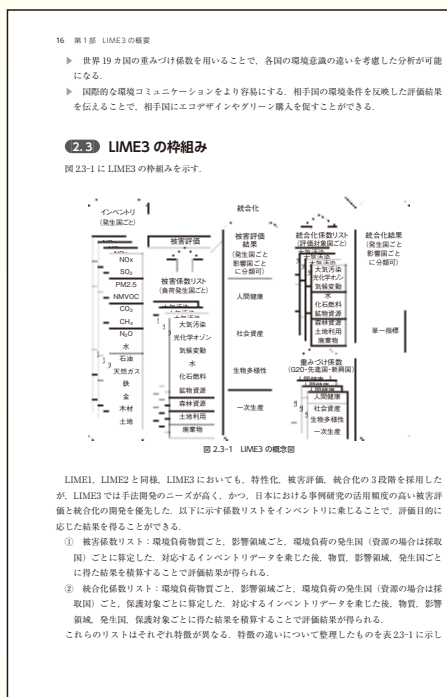 16 第1部 LIME3の概要
▶ 世界19カ国の重みづけ係数を用いることで，各国の環境意識の違いを考慮した分析が可能
になる．
▶ 国際的な環境コミュニケーションをより容易にする．相手国の環境条件を反映した評価結果
を伝えることで，相手国にエコデザインやグリーン購入を促すことができる．
2.3 LIME3の枠組み
図2.3-1にLIME3の枠組みを示す．
インベントリ
(発生国ごと)
NOx
SO₂
PM2.5
NMVOC
CO₂
CH₄
N₂O
水
石油
天然ガス
鉄
金
木材
土地
被害評価
被害係数リスト
(負荷発生国ごと)
大気汚染
光化学オゾン
気候変動
水
化石燃料
鉱物資源
森林資源
土地利用
廃棄物
統合化
被害評価
結果
(発生国ごと
影響国ごと
に分類可)
人間健康
社会資産
生物多様性
一次生産
統合化係数リスト
(評価対象国ごと)
大気汚染
光化学オゾン
気候変動
水
化石燃料
鉱物資源
森林資源
土地利用
廃棄物
重みづけ係数
(G20・先進国・新興国)
人間健康
社会資産
生物多様性
一次生産
統合化結果
(発生国ごと
影響国ごと
に分類可)
単一指標
図2.3-1 LIME3の概念図
LIME1，LIME2と同様，LIME3においても，特性化，被害評価，統合化の3段階を採用した
が，LIME3では手法開発のニーズが高く，かつ，日本における事例研究の活用頻度の高い被害評
価と統合化の開発を優先した．以下に示す係数リストをインベントリに乗じることで，評価目的に
応じた結果を得ることができる．
① 被害係数リスト：環境負荷物質ごと，影響領域ごと，環境負荷の発生国（資源の場合は採取
国）ごとに算定した．対応するインベントリデータを乗じた後，物質，影響領域，発生国ごと
に得た結果を積算することで評価結果が得られる．
② 統合化係数リスト：環境負荷物質ごと，影響領域ごと，環境負荷の発生国（資源の場合は採
取国）ごと，保護対象ごとに算定した．対応するインベントリデータを乗じた後，物質，影響
領域，発生国，保護対象ごとに得た結果を積算することで評価結果が得られる．
これらのリストはそれぞれ特徴が異なる．特徴の違いについて整理したものを表2.3-1に示し